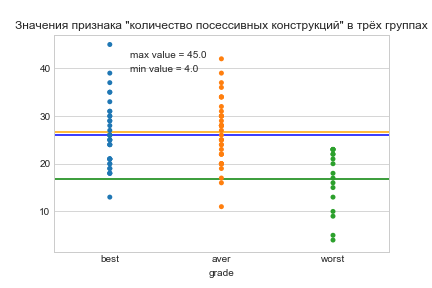 Значения признака "количество посессивных конструкций" в трёх группах
max value = 45.0
min value = 4.0
40
30
20
10
best aver worst
grade